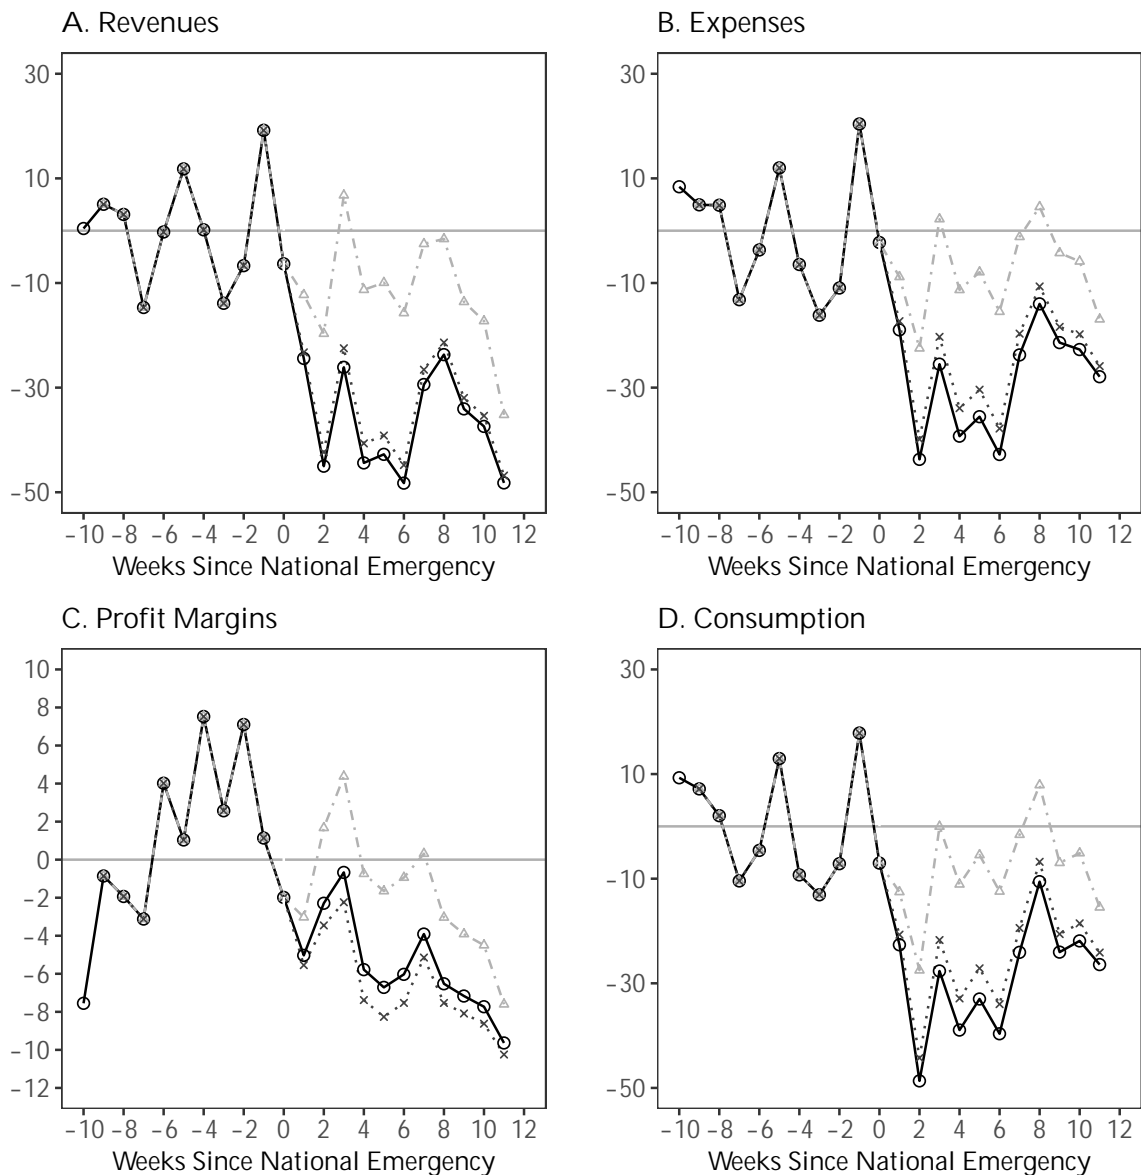 A. Revenues
30
10
−10
−30
−50
−10 −8 −6 −4 −2 0 2 4 6 8 10 12
Weeks Since National Emergency
B. Expenses
30
10
−10
−30
−50
−10 −8 −6 −4 −2 0 2 4 6 8 10 12
Weeks Since National Emergency
C. Profit Margins
10
8
6
4
2
0
−2
−4
−6
−8
−10
−12
−10 −8 −6 −4 −2 0 2 4 6 8 10 12
Weeks Since National Emergency
D. Consumption
30
10
−10
−30
−50
−10 −8 −6 −4 −2 0 2 4 6 8 10 12
Weeks Since National Emergency